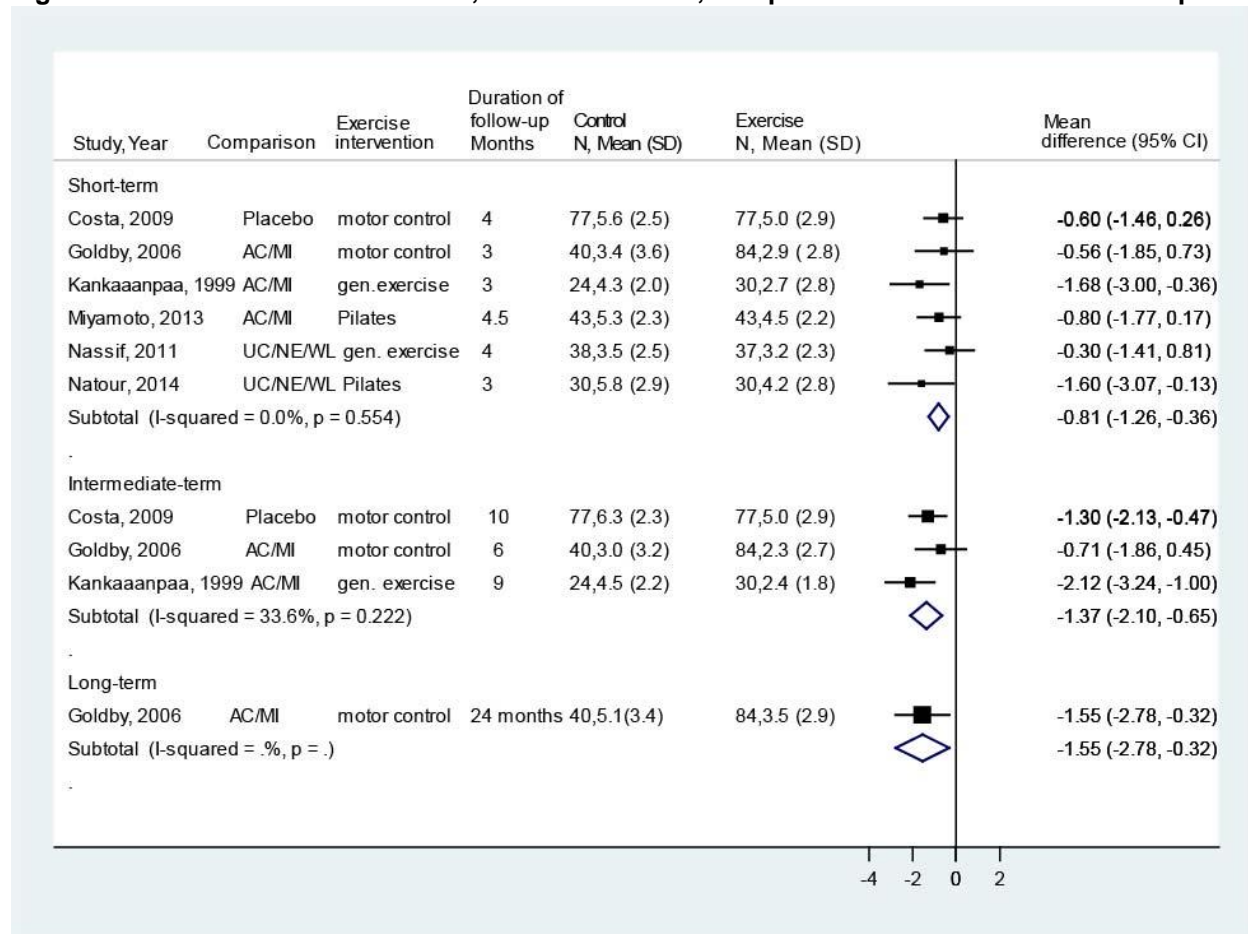 Study, Year Comparison Exercise intervention Duration of follow-up Months Control N, Mean (SD) Exercise N, Mean (SD) Mean difference (95% CI)
Short-term
Costa, 2009 Placebo motor control 4 77,5.6 (2.5) 77,5.0 (2.9) -0.60 (-1.46, 0.26)
Goldby, 2006 AC/MI motor control 3 40,3.4 (3.6) 84,2.9 ( 2.8) -0.56 (-1.85, 0.73)
Kankaaanpaa, 1999 AC/MI gen.exercise 3 24,4.3 (2.0) 30,2.7 (2.8) -1.68 (-3.00, -0.36)
Miyamoto, 2013 AC/MI Pilates 4.5 43,5.3 (2.3) 43,4.5 (2.2) -0.80 (-1.77, 0.17)
Nassif, 2011 UC/NE/WL gen. exercise 4 38,3.5 (2.5) 37,3.2 (2.3) -0.30 (-1.41, 0.81)
Natour, 2014 UC/NE/WL Pilates 3 30,5.8 (2.9) 30,4.2 (2.8) -1.60 (-3.07, -0.13)
Subtotal (I-squared = 0.0%, p = 0.554) -0.81 (-1.26, -0.36)
.
Intermediate-term
Costa, 2009 Placebo motor control 10 77,6.3 (2.3) 77,5.0 (2.9) -1.30 (-2.13, -0.47)
Goldby, 2006 AC/MI motor control 6 40,3.0 (3.2) 84,2.3 (2.7) -0.71 (-1.86, 0.45)
Kankaaanpaa, 1999 AC/MI gen. exercise 9 24,4.5 (2.2) 30,2.4 (1.8) -2.12 (-3.24, -1.00)
Subtotal (I-squared = 33.6%, p = 0.222) -1.37 (-2.10, -0.65)
.
Long-term
Goldby, 2006 AC/MI motor control 24 months 40,5.1(3.4) 84,3.5 (2.9) -1.55 (-2.78, -0.32)
Subtotal (I-squared = .%, p = .) -1.55 (-2.78, -0.32)
.
-4 -2 0 2